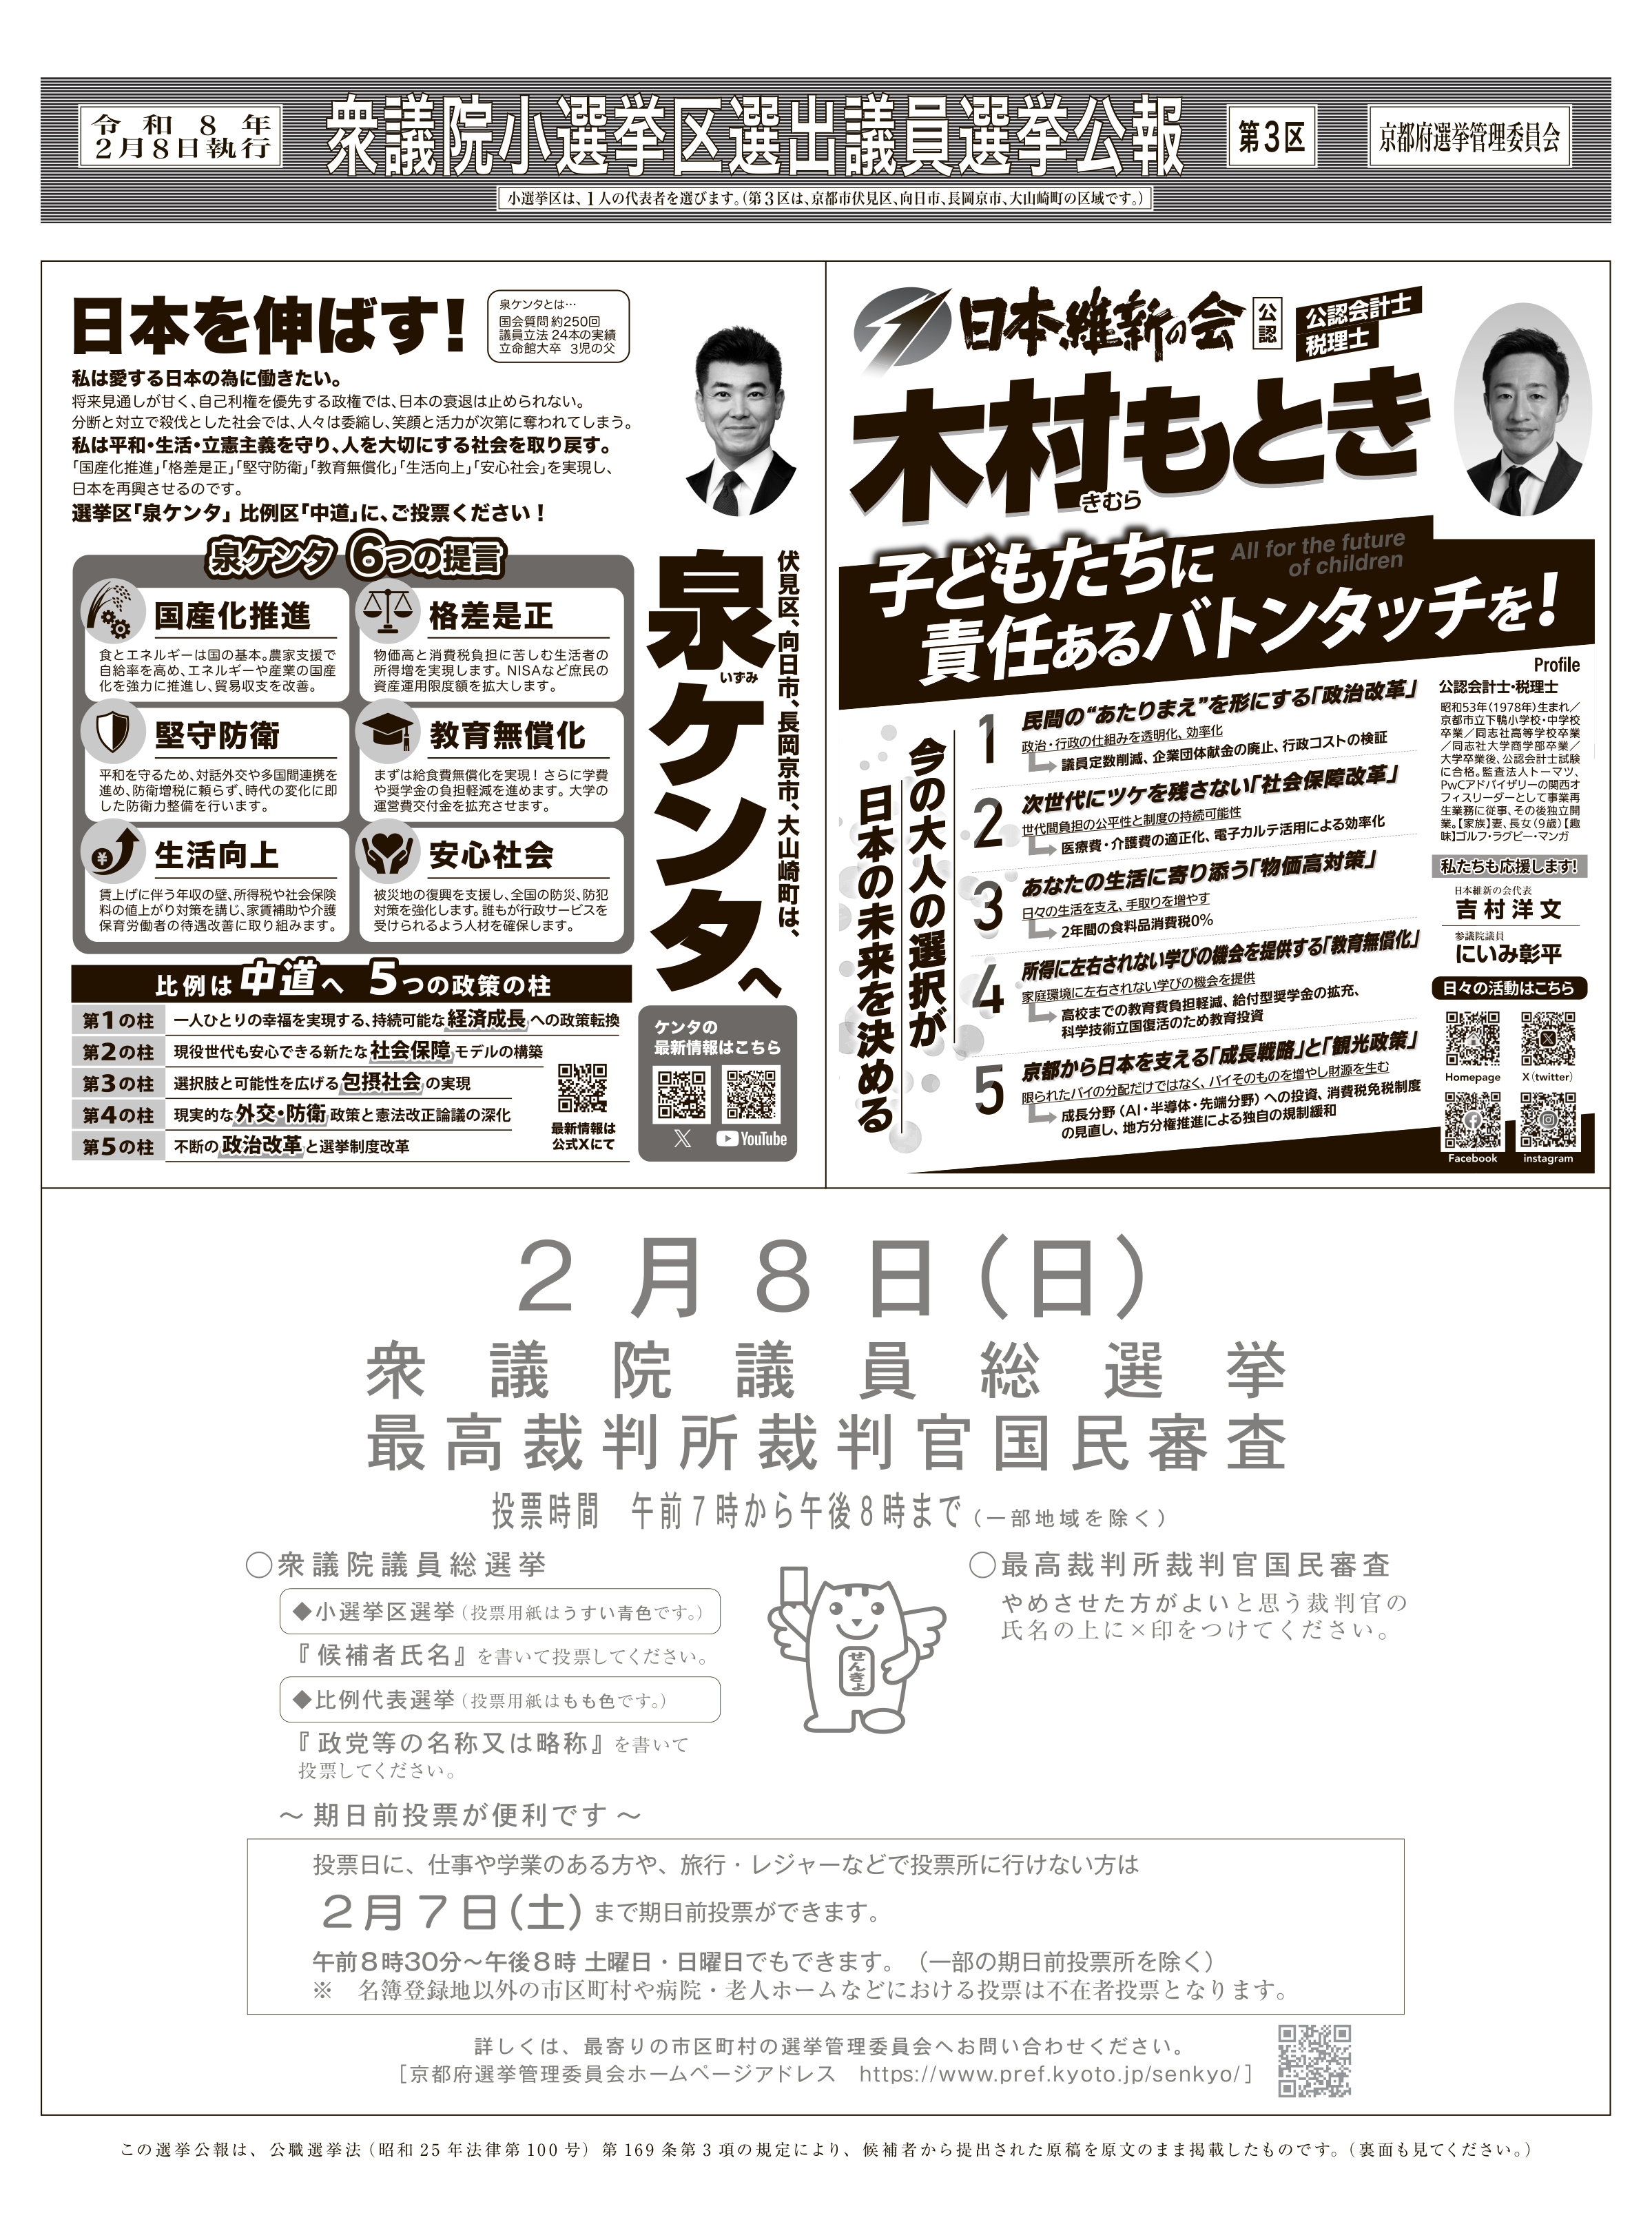 令和8年
2月8日執行
衆議院小選挙区選出議員選挙公報
第3区
京都府選挙管理委員会
小選挙区は、1人の代表者を選びます。(第3区は、京都市伏見区、向日市、長岡京市、大山崎町の区域です。)
日本を伸ばす!
泉ケンタとは…
国会質問 約250回
議員立法 24本の実績
立命館大卒 3児の父
私は愛する日本の為に働きたい。
将来見通しが甘く、自己利権を優先する政権では、日本の衰退は止められない。
分断と対立で殺伐とした社会では、人々は委縮し、笑顔と活力が次第に奪われてしまう。
私は平和・生活・立憲主義を守り、人を大切にする社会を取り戻す。
「国産化推進」「格差是正」「堅守防衛」「教育無償化」「生活向上」「安心社会」を実現し、
日本を再興させるのです。
選挙区「泉ケンタ」 比例区「中道」に、ご投票ください!
泉ケンタ 6つの提言
国産化推進
食とエネルギーは国の基本。農家支援で
自給率を高め、エネルギーや産業の国産
化を強力に推進し、貿易収支を改善。
格差是正
物価高と消費税負担に苦しむ生活者の
所得増を実現します。NISAなど庶民の
資産運用限度額を拡大します。
堅守防衛
平和を守るため、対話外交や多国間連携を
進め、防衛増税に頼らず、時代の変化に即
した防衛力整備を行います。
教育無償化
まずは給食費無償化を実現!さらに学費
や奨学金の負担軽減を進めます。大学の
運営費交付金を拡充させます。
¥
生活向上
賃上げに伴う年収の壁、所得税や社会保険
料の値上がり対策を講じ、家賃補助や介護
保育労働者の待遇改善に取り組みます。
安心社会
被災地の復興を支援し、全国の防災、防犯
対策を強化します。誰もが行政サービスを
受けられるよう人材を確保します。
伏見区、向日市、長岡京市、大山崎町は、
泉ケンタへ
いずみ
比例は中道へ 5つの政策の柱
第1の柱 一人ひとりの幸福を実現する、持続可能な経済成長への政策転換
第2の柱 現役世代も安心できる新たな社会保障モデルの構築
第3の柱 選択肢と可能性を広げる包摂社会の実現
第4の柱 現実的な外交・防衛政策と憲法改正論議の深化
第5の柱 不断の政治改革と選挙制度改革
最新情報は
公式Xにて
ケンタの
最新情報はこちら
X YouTube
日本維新の会
公認
公認会計士
税理士
木村もとき
きむら
子どもたちに
All for the future
of children
責任あるバトンタッチを!
今の大人の選択が
日本の未来を決める
1 民間の“あたりまえ”を形にする「政治改革」
政治・行政の仕組みを透明化、効率化
議員定数削減、企業団体献金の廃止、行政コストの検証
2 次世代にツケを残さない「社会保障改革」
世代間負担の公平性と制度の持続可能性
医療費・介護費の適正化、電子カルテ活用による効率化
3 あなたの生活に寄り添う「物価高対策」
日々の生活を支え、手取りを増やす
2年間の食料品消費税0%
4 所得に左右されない学びの機会を提供する「教育無償化」
家庭環境に左右されない学びの機会を提供
高校までの教育費負担軽減、給付型奨学金の拡充、
科学技術立国復活のため教育投資
5 京都から日本を支える「成長戦略」と「観光政策」
限られたパイの分配だけではなく、パイそのものを増やし財源を生む
成長分野(AI・半導体・先端分野)への投資、消費税免税制度
の見直し、地方分権推進による独自の規制緩和
Profile
公認会計士・税理士
昭和53年(1978年)生まれ/
京都市立下鴨小学校・中学校
卒業/同志社高等学校卒業
/同志社大学商学部卒業/
大学卒業後、公認会計士試験
に合格。監査法人トーマツ、
PwCアドバイザリーの関西オ
フィスリーダーとして事業再
生業務に従事、その後独立開
業。【家族】妻、長女(9歳)【趣
味】ゴルフ・ラグビー・マンガ
私たちも応援します!
日本維新の会代表
吉村洋文
参議院議員
にいみ彰平
日々の活動はこちら
Homepage X(twitter)
Facebook instagram
2月8日(日)
衆議院議員総選挙
最高裁判所裁判官国民審査
投票時間 午前7時から午後8時まで(一部地域を除く)
○衆議院議員総選挙
◆小選挙区選挙(投票用紙はうすい青色です。)
『候補者氏名』を書いて投票してください。
◆比例代表選挙(投票用紙はもも色です。)
『政党等の名称又は略称』を書いて
投票してください。
せんきょ
○最高裁判所裁判官国民審査
やめさせた方がよいと思う裁判官の
氏名の上に×印をつけてください。
～期日前投票が便利です～
投票日に、仕事や学業のある方や、旅行・レジャーなどで投票所に行けない方は
2月7日(土)まで期日前投票ができます。
午前8時30分～午後8時 土曜日・日曜日でもできます。(一部の期日前投票所を除く)
※ 名簿登録地以外の市区町村や病院・老人ホームなどにおける投票は不在者投票となります。
詳しくは、最寄りの市区町村の選挙管理委員会へお問い合わせください。
[京都府選挙管理委員会ホームページアドレス https://www.pref.kyoto.jp/senkyo/]
この選挙公報は、公職選挙法(昭和25年法律第100号)第169条第3項の規定により、候補者から提出された原稿を原文のまま掲載したものです。(裏面も見てください。)